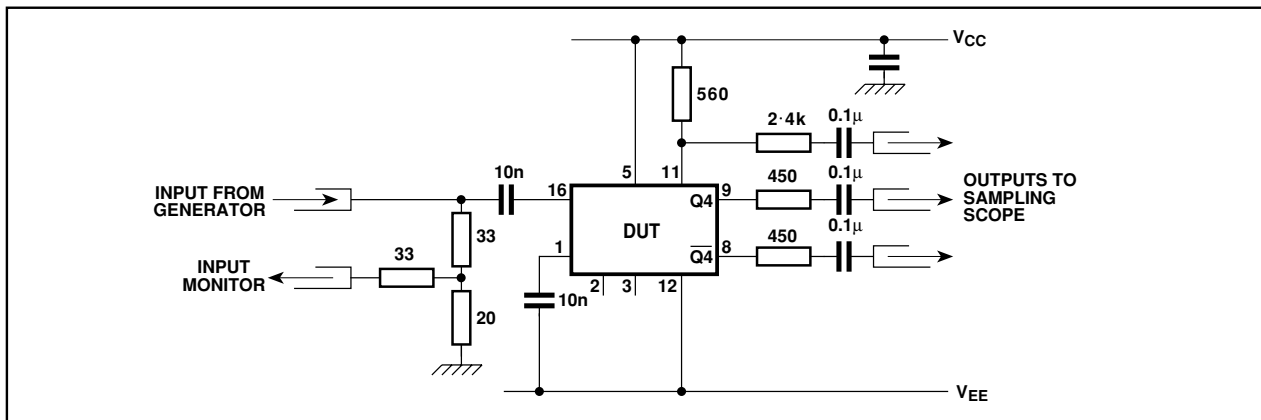 VCC
560
2·4k
0.1µ
5
11
10n
16
9
450
0.1µ
INPUT FROM
GENERATOR
Q4
OUTPUTS TO
SAMPLING
SCOPE
33
DUT
0.1µ
1
Q4
8
450
33
INPUT
MONITOR
2
3
12
10n
20
VEE